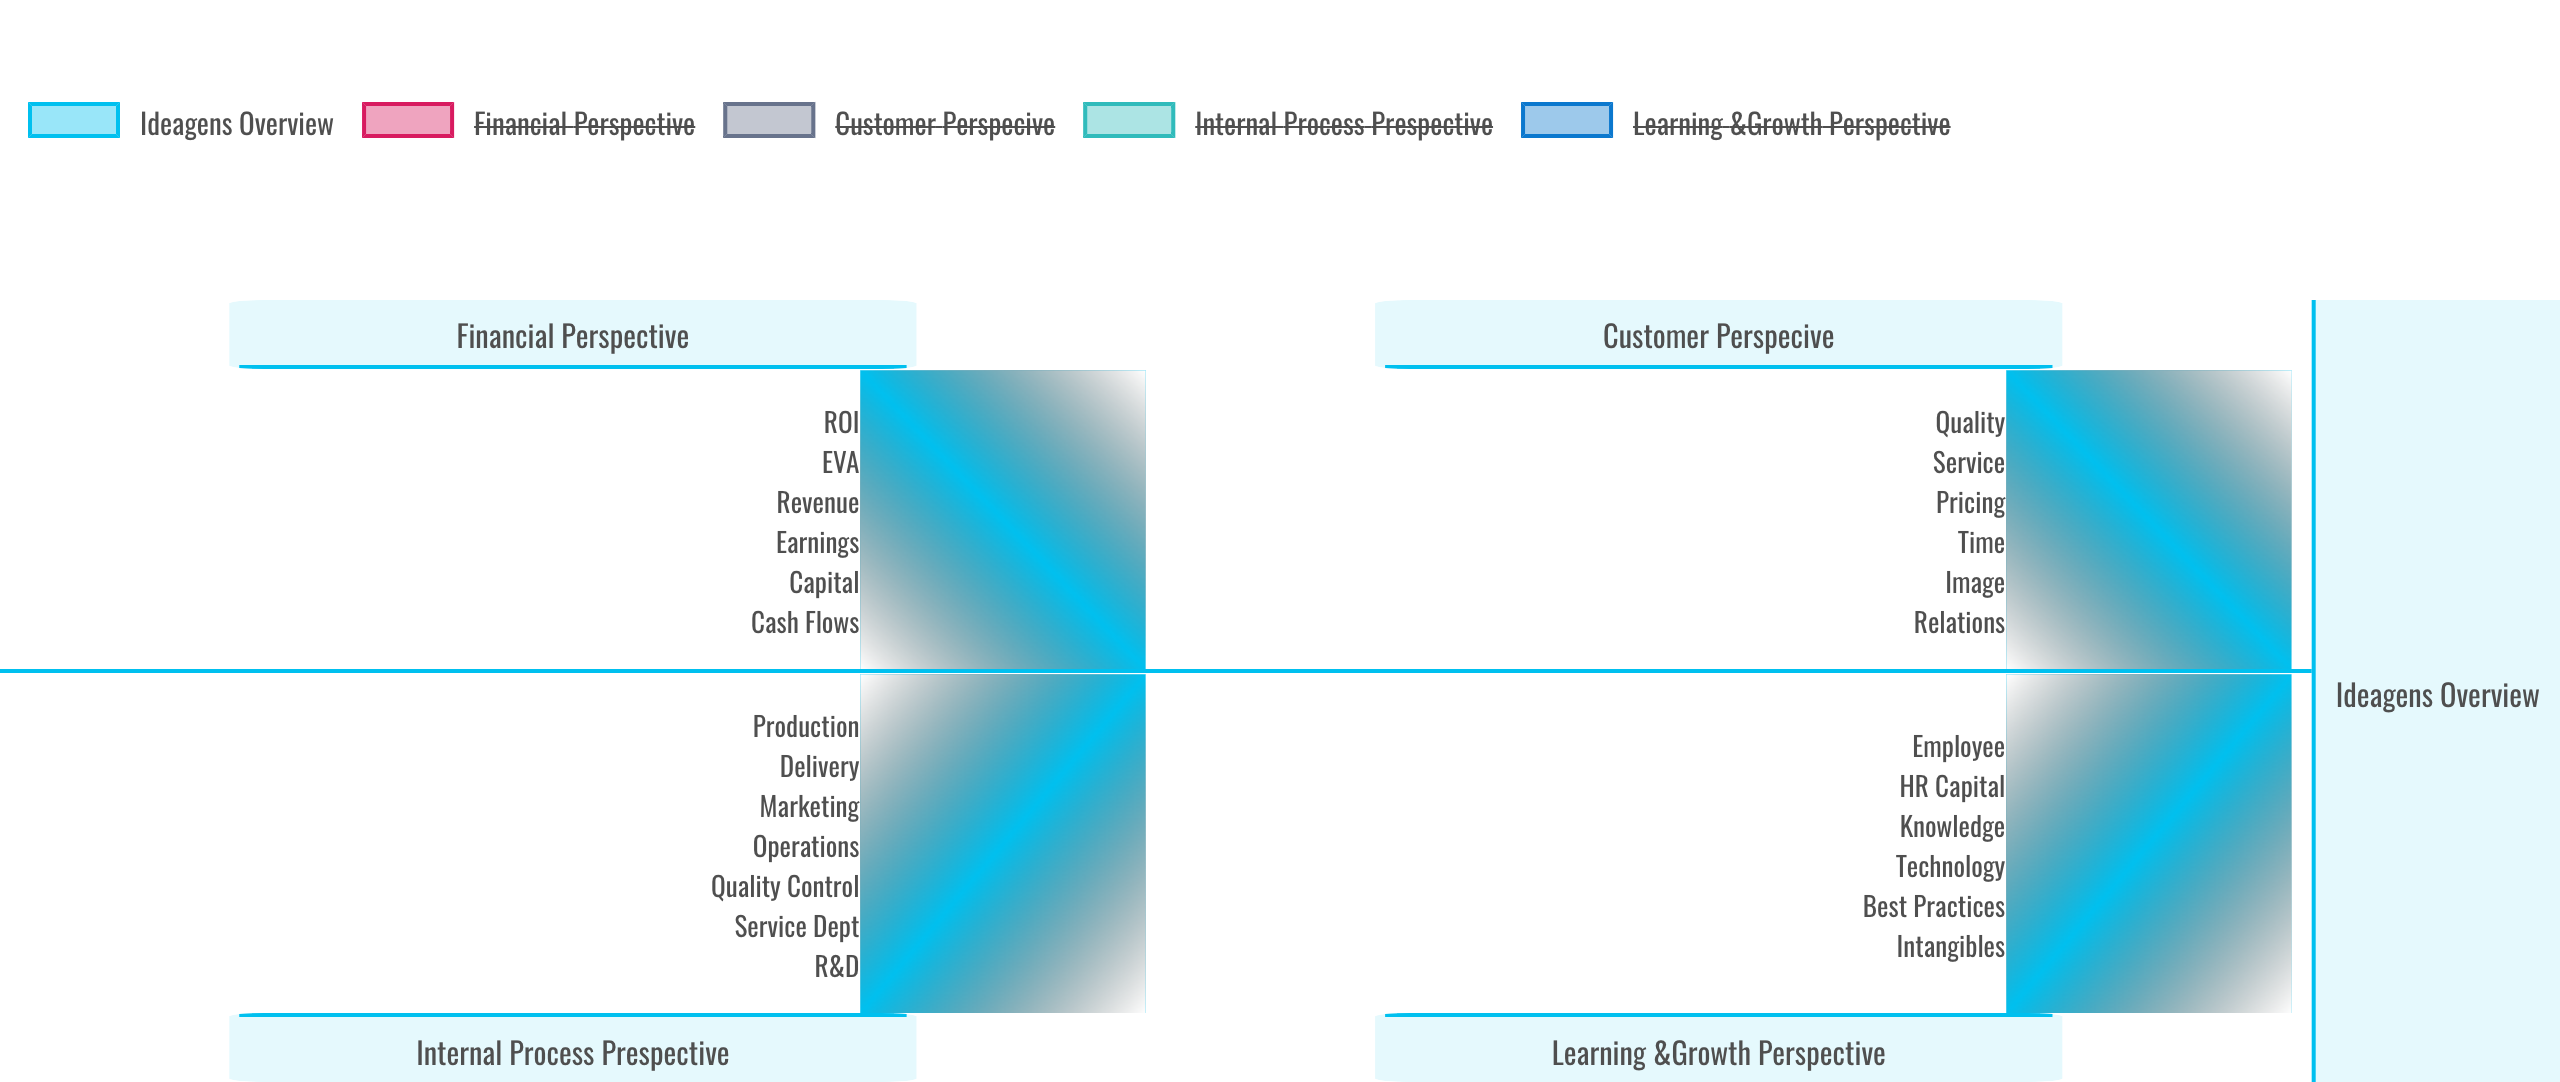 Ideagens Overview
Financial Perspective
Customer Perspecive
Internal Process Prespective
Learning &Growth Perspective
Financial Perspective
ROI
EVA
Revenue
Earnings
Capital
Cash Flows
Customer Perspecive
Quality
Service
Pricing
Time
Image
Relations
Production
Delivery
Marketing
Operations
Quality Control
Service Dept
R&D
Internal Process Prespective
Employee
HR Capital
Knowledge
Technology
Best Practices
Intangibles
Learning &Growth Perspective
Ideagens Overview